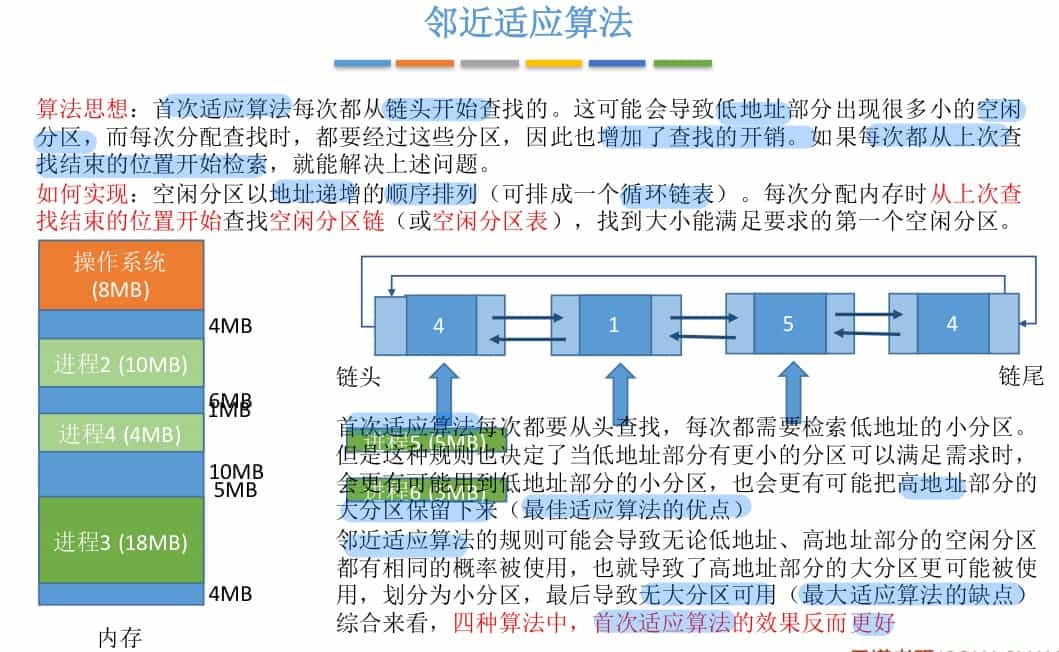 邻近适应算法
算法思想：首次适应算法每次都从链头开始查找的。这可能会导致低地址部分出现很多小的空闲
分区，而每次分配查找时，都要经过这些分区，因此也增加了查找的开销。如果每次都从上次查
找结束的位置开始检索，就能解决上述问题。
如何实现：空闲分区以地址递增的顺序排列（可排成一个循环链表）。每次分配内存时从上次查
找结束的位置开始查找空闲分区链（或空闲分区表），找到大小能满足要求的第一个空闲分区。
操作系统
(8MB)
4MB
进程2 (10MB)
6MB
1MB
进程4 (4MB)
10MB
5MB
进程3 (18MB)
4MB
内存
4
1
5
4
链头
链尾
首次适应算法每次都要从头查找，每次都需要检索低地址的小分区。
进程5 (5MB)
但是这种规则也决定了当低地址部分有更小的分区可以满足需求时，
会更有可能用到低地址部分的小分区，也会更有可能把高地址部分的
进程6 (5MB)
大分区保留下来（最佳适应算法的优点）
邻近适应算法的规则可能会导致无论低地址、高地址部分的空闲分区
都有相同的概率被使用，也就导致了高地址部分的大分区更可能被使
用，划分为小分区，最后导致无大分区可用（最大适应算法的缺点）
综合来看，四种算法中，首次适应算法的效果反而更好